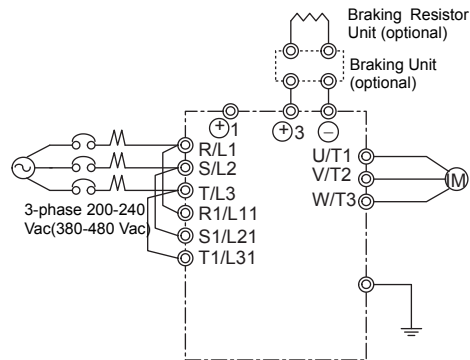 Braking Resistor
Unit (optional)
Braking Unit
(optional)
+1
+3
−
R/L1
S/L2
T/L3
R1/L11
S1/L21
T1/L31
U/T1
V/T2
W/T3
M
3-phase 200-240
Vac(380-480 Vac)